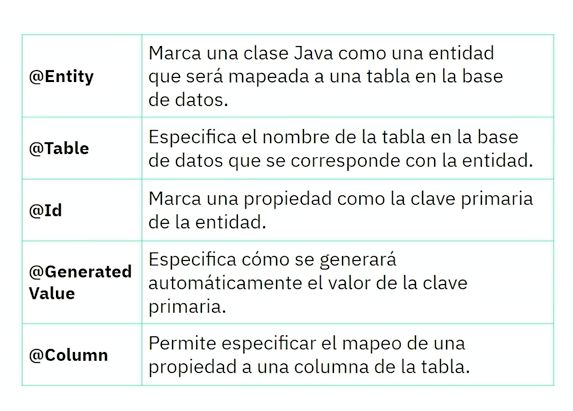 @Entity
Marca una clase Java como una entidad
que será mapeada a una tabla en la base
de datos.
@Table
Especifica el nombre de la tabla en la base
de datos que se corresponde con la entidad.
@Id
Marca una propiedad como la clave primaria
de la entidad.
@Generated
Value
Especifica cómo se generará
automáticamente el valor de la clave
primaria.
@Column
Permite especificar el mapeo de una
propiedad a una columna de la tabla.